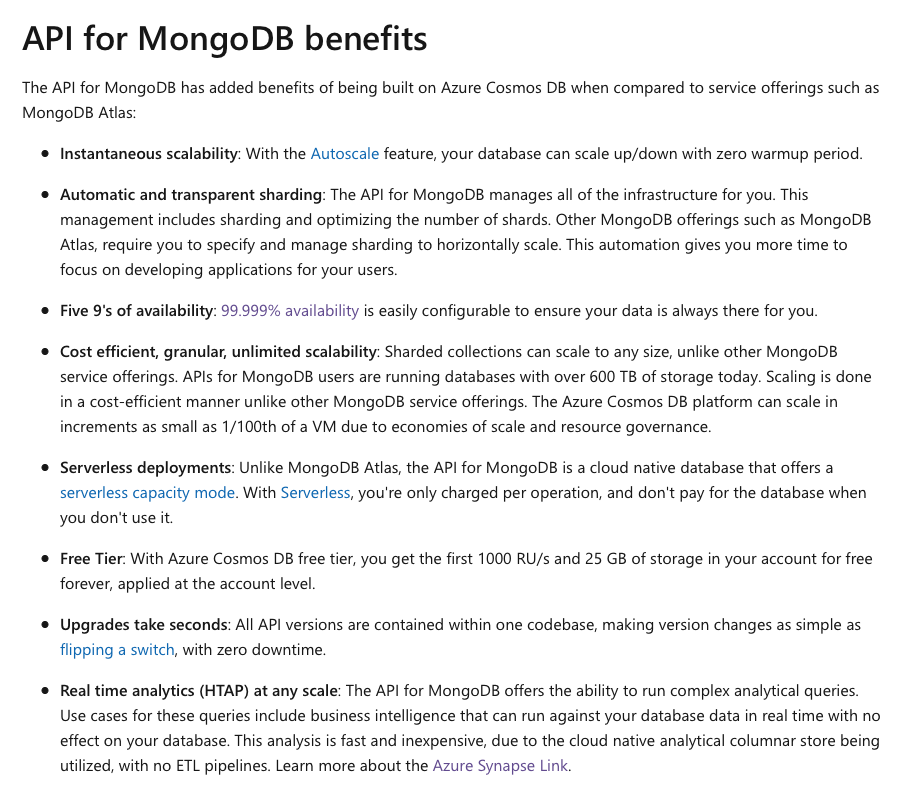 API for MongoDB benefits
The API for MongoDB has added benefits of being built on Azure Cosmos DB when compared to service offerings such as
MongoDB Atlas:
• Instantaneous scalability: With the Autoscale feature, your database can scale up/down with zero warmup period.
• Automatic and transparent sharding: The API for MongoDB manages all of the infrastructure for you. This
management includes sharding and optimizing the number of shards. Other MongoDB offerings such as MongoDB
Atlas, require you to specify and manage sharding to horizontally scale. This automation gives you more time to
focus on developing applications for your users.
• Five 9's of availability: 99.999% availability is easily configurable to ensure your data is always there for you.
• Cost efficient, granular, unlimited scalability: Sharded collections can scale to any size, unlike other MongoDB
service offerings. APIs for MongoDB users are running databases with over 600 TB of storage today. Scaling is done
in a cost-efficient manner unlike other MongoDB service offerings. The Azure Cosmos DB platform can scale in
increments as small as 1/100th of a VM due to economies of scale and resource governance.
• Serverless deployments: Unlike MongoDB Atlas, the API for MongoDB is a cloud native database that offers a
serverless capacity mode. With Serverless, you're only charged per operation, and don't pay for the database when
you don't use it.
• Free Tier: With Azure Cosmos DB free tier, you get the first 1000 RU/s and 25 GB of storage in your account for free
forever, applied at the account level.
• Upgrades take seconds: All API versions are contained within one codebase, making version changes as simple as
flipping a switch, with zero downtime.
• Real time analytics (HTAP) at any scale: The API for MongoDB offers the ability to run complex analytical queries.
Use cases for these queries include business intelligence that can run against your database data in real time with no
effect on your database. This analysis is fast and inexpensive, due to the cloud native analytical columnar store being
utilized, with no ETL pipelines. Learn more about the Azure Synapse Link.